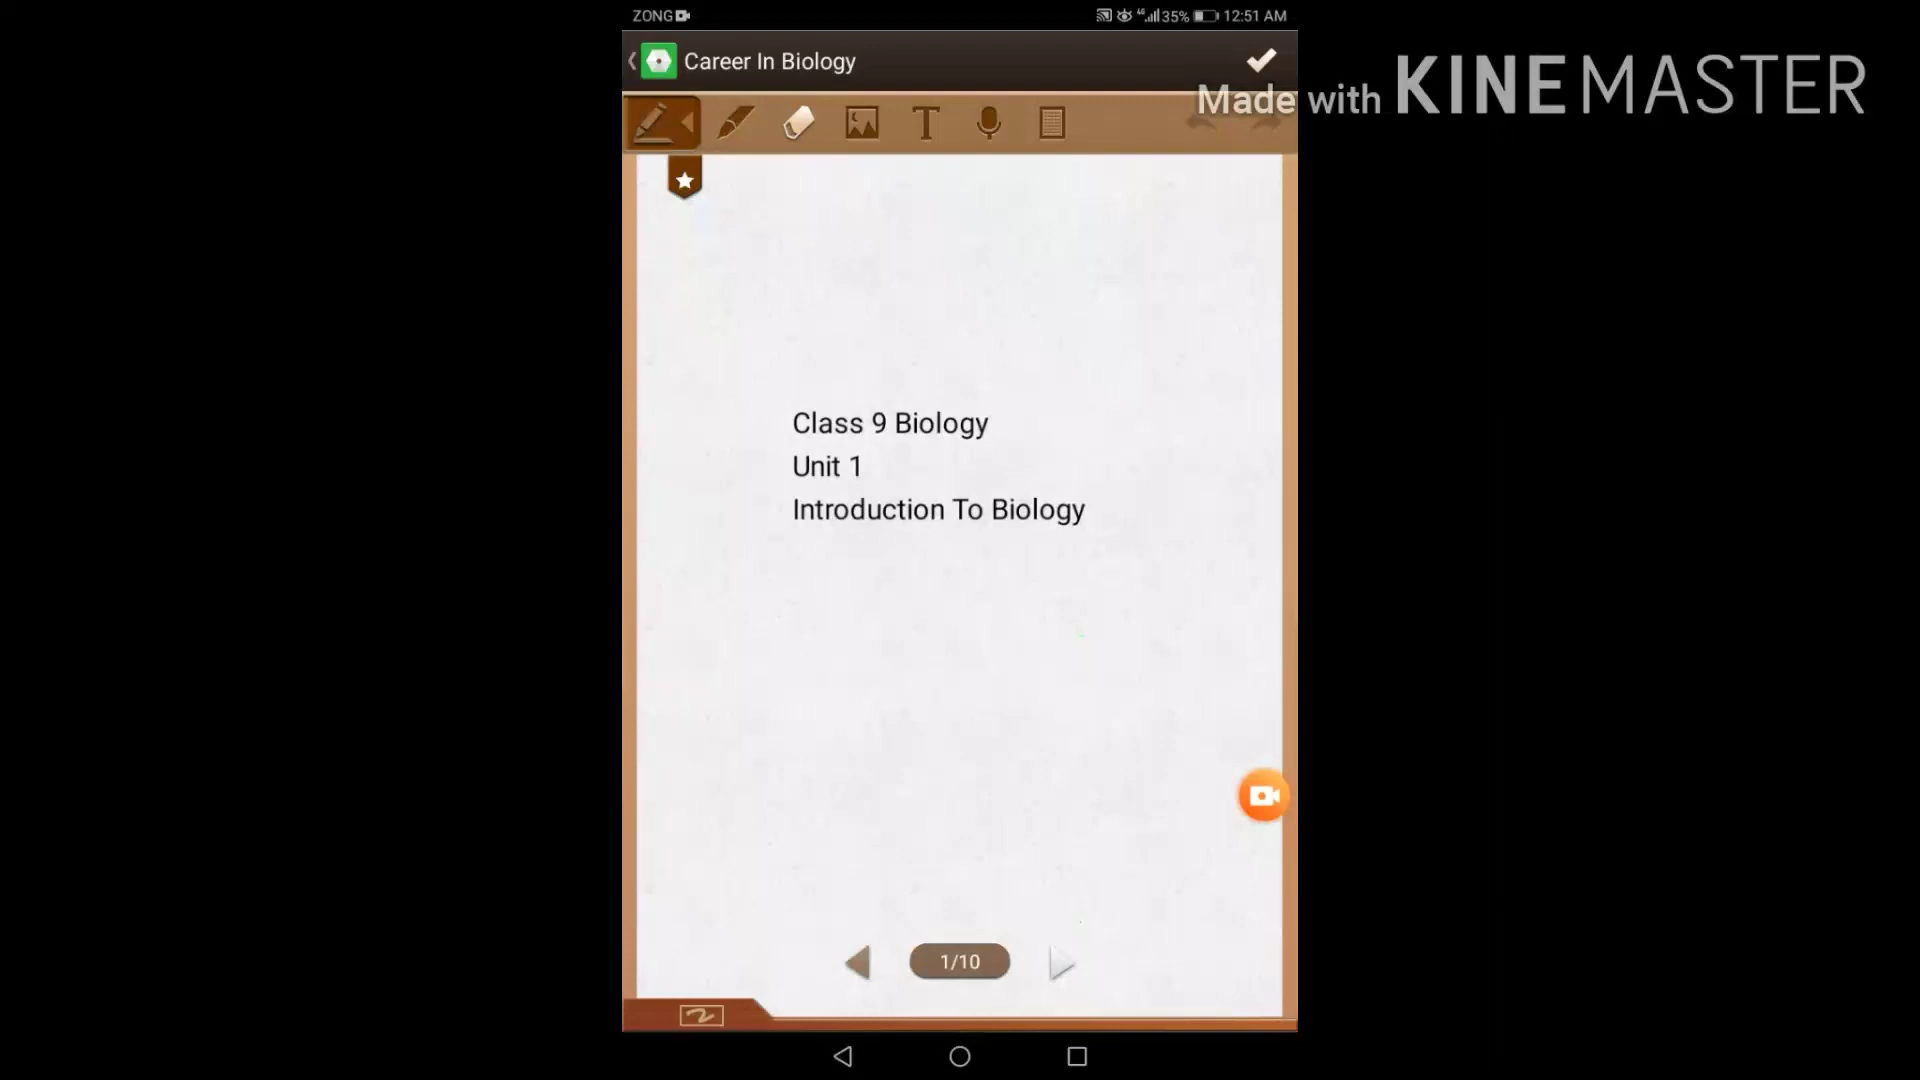 ZONG
4G 35% 12:51 AM
Career In Biology
Made with KINEMASTER
T
Class 9 Biology
Unit 1
Introduction To Biology
1/10